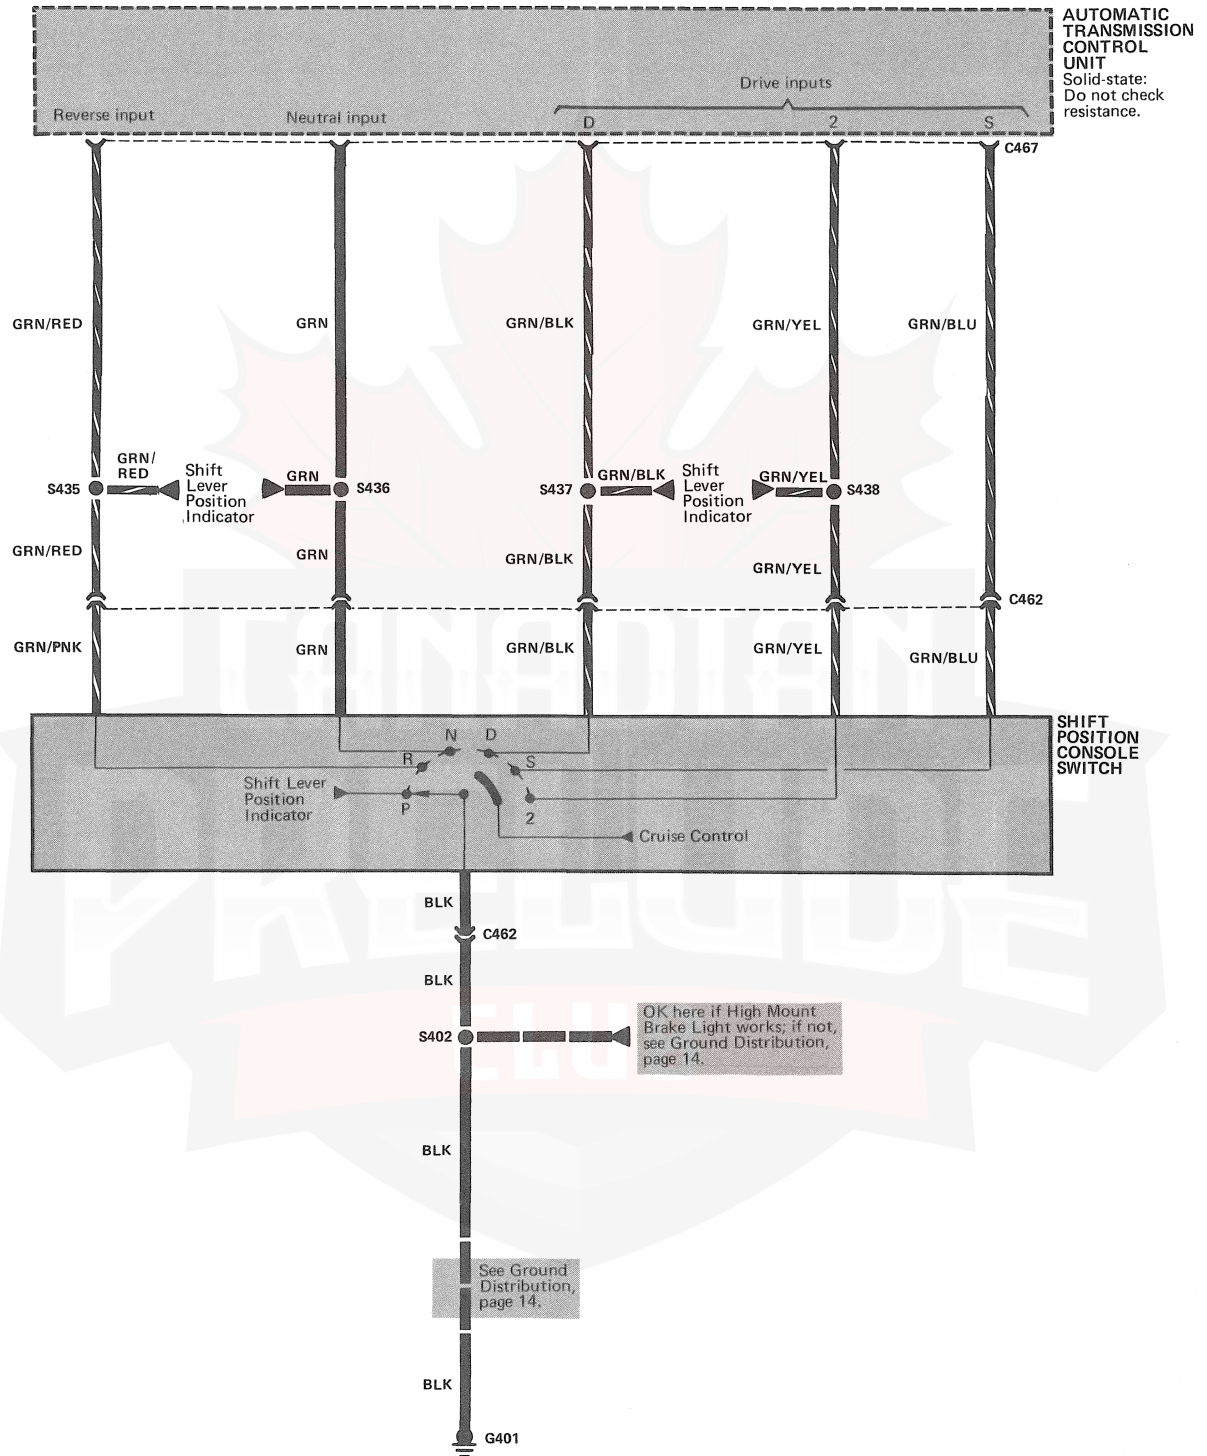 AUTOMATIC
TRANSMISSION
CONTROL
UNIT
Solid-state:
Do not check
resistance.
Drive inputs
Reverse input
Neutral input
D
2
S
C467
GRN/RED
GRN
GRN/BLK
GRN/YEL
GRN/BLU
GRN/
RED
Shift
Lever
Position
Indicator
GRN
GRN/BLK
Shift
Lever
Position
Indicator
GRN/YEL
S435
S436
S437
S438
GRN/RED
GRN
GRN/BLK
GRN/YEL
C462
GRN/PNK
GRN
GRN/BLK
GRN/YEL
GRN/BLU
CANADIAN
SHIFT
POSITION
CONSOLE
SWITCH
N
D
R
S
Shift Lever
Position
Indicator
P
2
Cruise Control
PRELUDE
BLK
C462
BLK
S402
OK here if High Mount
Brake Light works; if not,
see Ground Distribution,
page 14.
CLUB
BLK
See Ground
Distribution,
page 14.
BLK
G401